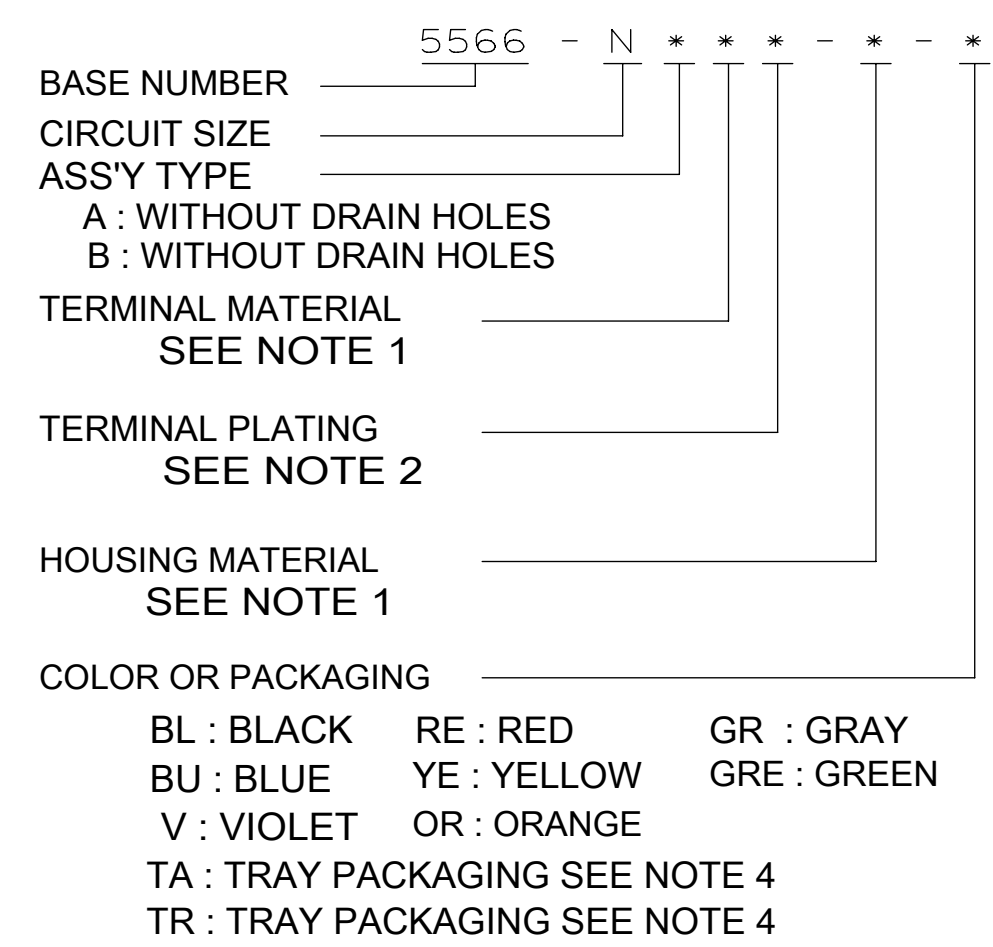 5566 - N * * * - * - *
BASE NUMBER
CIRCUIT SIZE
ASS'Y TYPE
A : WITHOUT DRAIN HOLES
B : WITHOUT DRAIN HOLES
TERMINAL MATERIAL
SEE NOTE 1
TERMINAL PLATING
SEE NOTE 2
HOUSING MATERIAL
SEE NOTE 1
COLOR OR PACKAGING
BL : BLACK RE : RED GR : GRAY
BU : BLUE YE : YELLOW GRE : GREEN
V : VIOLET OR : ORANGE
TA : TRAY PACKAGING SEE NOTE 4
TR : TRAY PACKAGING SEE NOTE 4